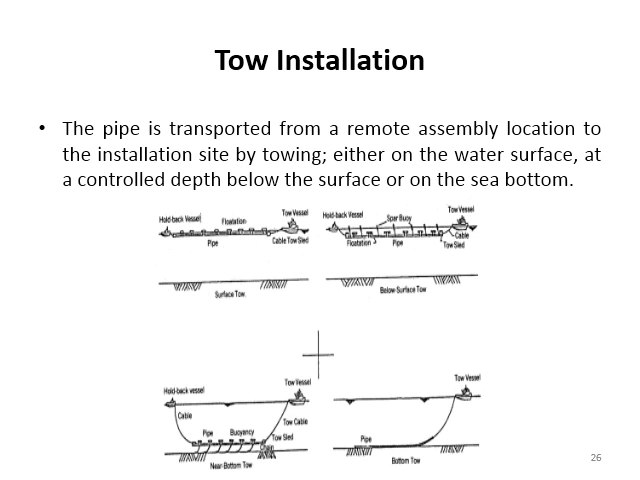 Tow Installation
• The pipe is transported from a remote assembly location to
the installation site by towing; either on the water surface, at
a controlled depth below the surface or on the sea bottom.
Hold-back Vessel
Floatation
Tow Vessel
Pipe
Cable Tow Sled
Surface Tow
Hold-back Vessel
Spar Buoy
Tow Vessel
Floatation
Pipe
Cable
Tow Sled
Below-Surface Tow
Hold-back vessel
Tow Vessel
Cable
Pipe
Buoyancy
Tow Cable
Tow Sled
Chain
Near-Bottom Tow
Tow Vessel
Pipe
Bottom Tow
26